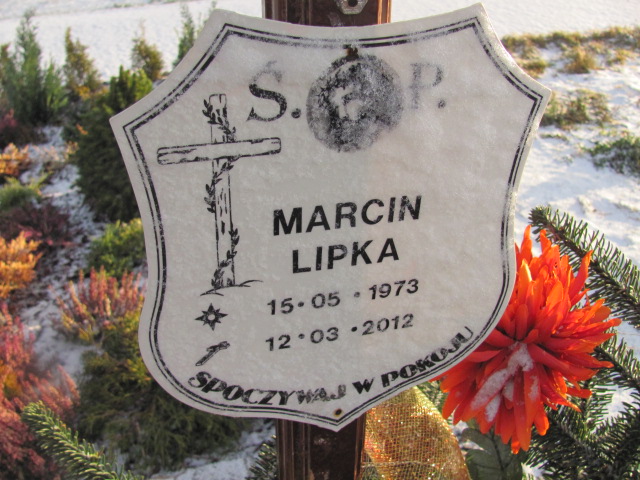 Ś. P.
MARCIN
LIPKA
15•05•1973
12•03•2012
SPOCZYWAJ W POKOJU